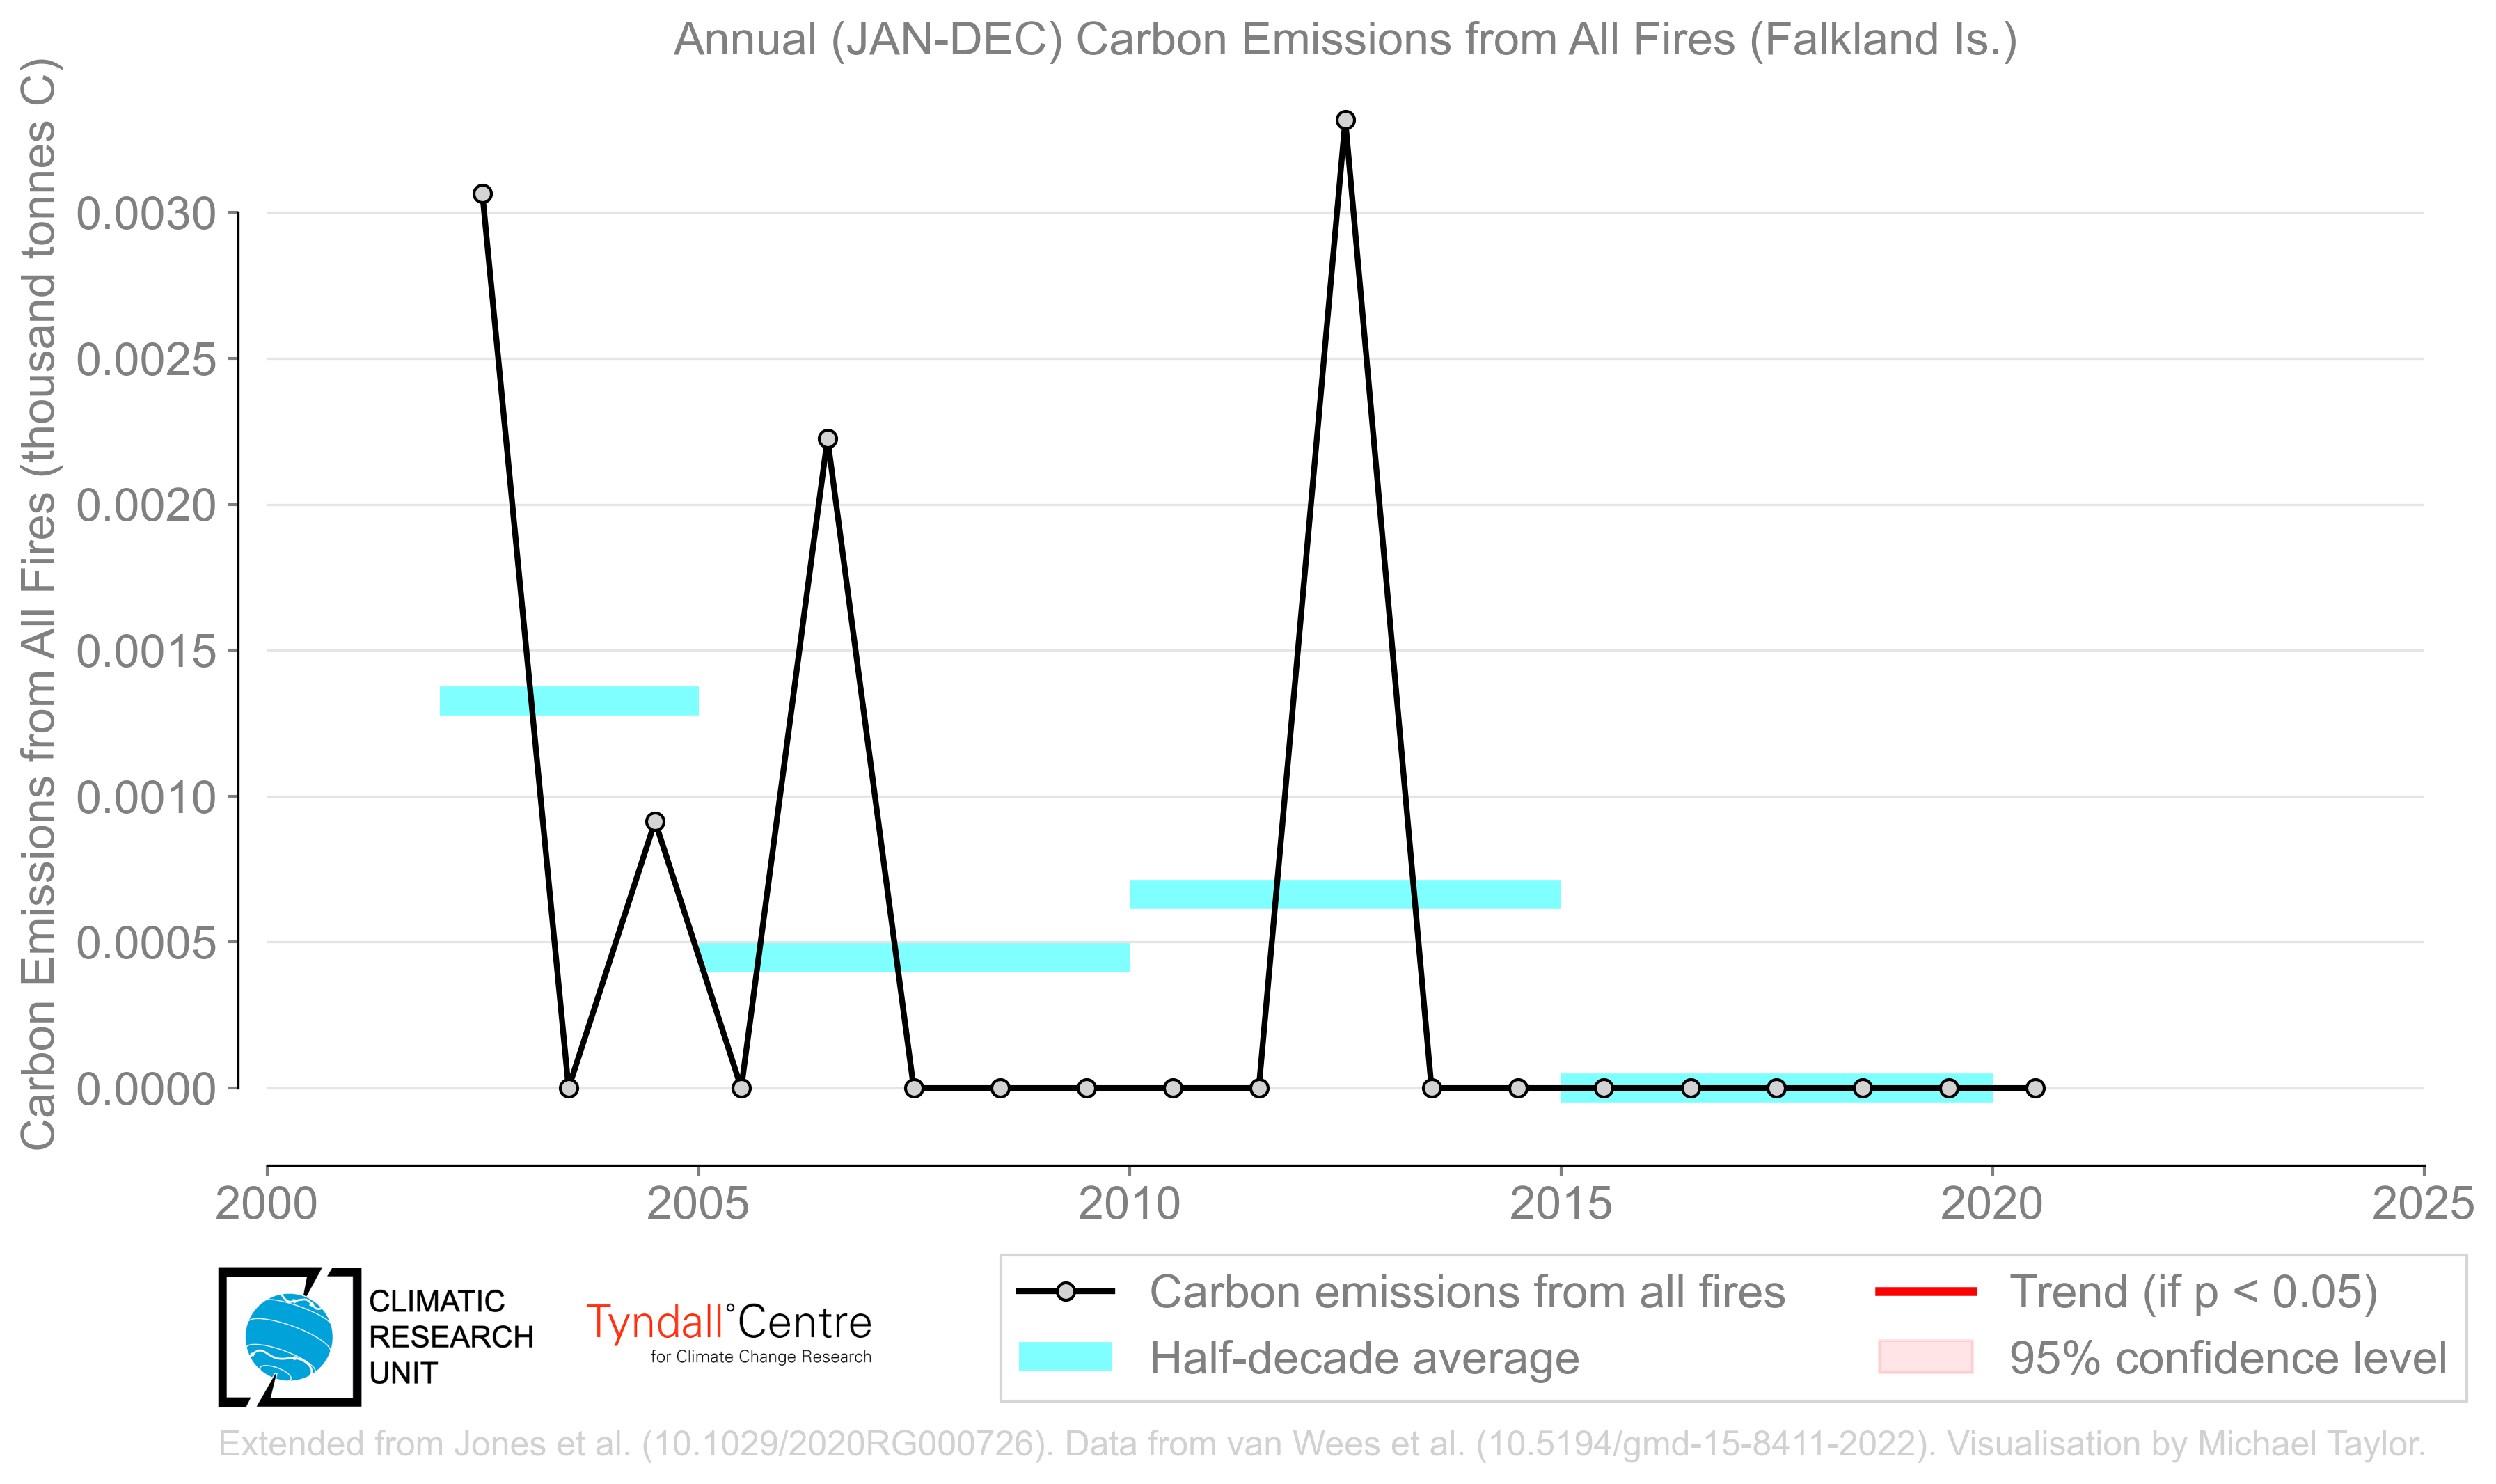 Annual (JAN-DEC) Carbon Emissions from All Fires (Falkland Is.)
Carbon Emissions from All Fires (thousand tonnes C)
0.0030
0.0025
0.0020
0.0015
0.0010
0.0005
0.0000
2000 2005 2010 2015 2020 2025
CLIMATIC
RESEARCH
UNIT
Tyndall°Centre
for Climate Change Research
Carbon emissions from all fires
Half-decade average
Trend (if p < 0.05)
95% confidence level
Extended from Jones et al. (10.1029/2020RG000726). Data from van Wees et al. (10.5194/gmd-15-8411-2022). Visualisation by Michael Taylor.